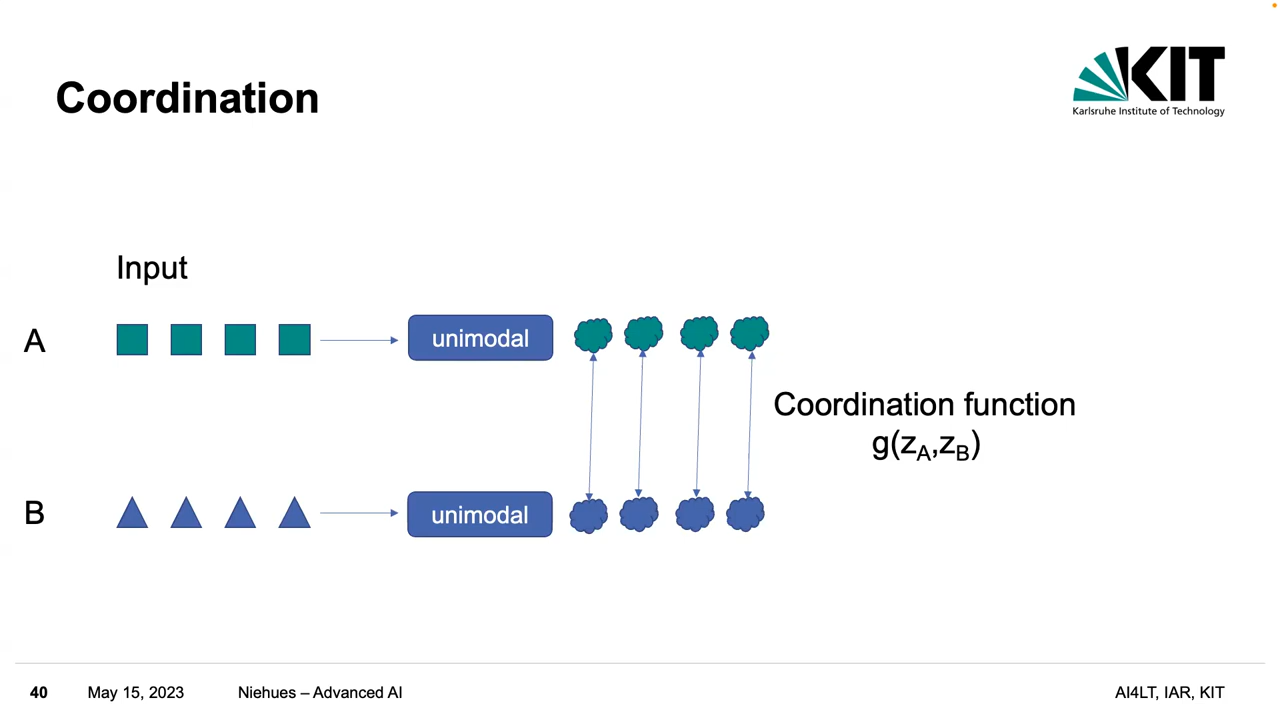 Coordination
KIT
Karlsruhe Institute of Technology
Input
A
unimodal
Coordination function
g(zA,zB)
B
unimodal
40 May 15, 2023 Niehues – Advanced AI AI4LT, IAR, KIT